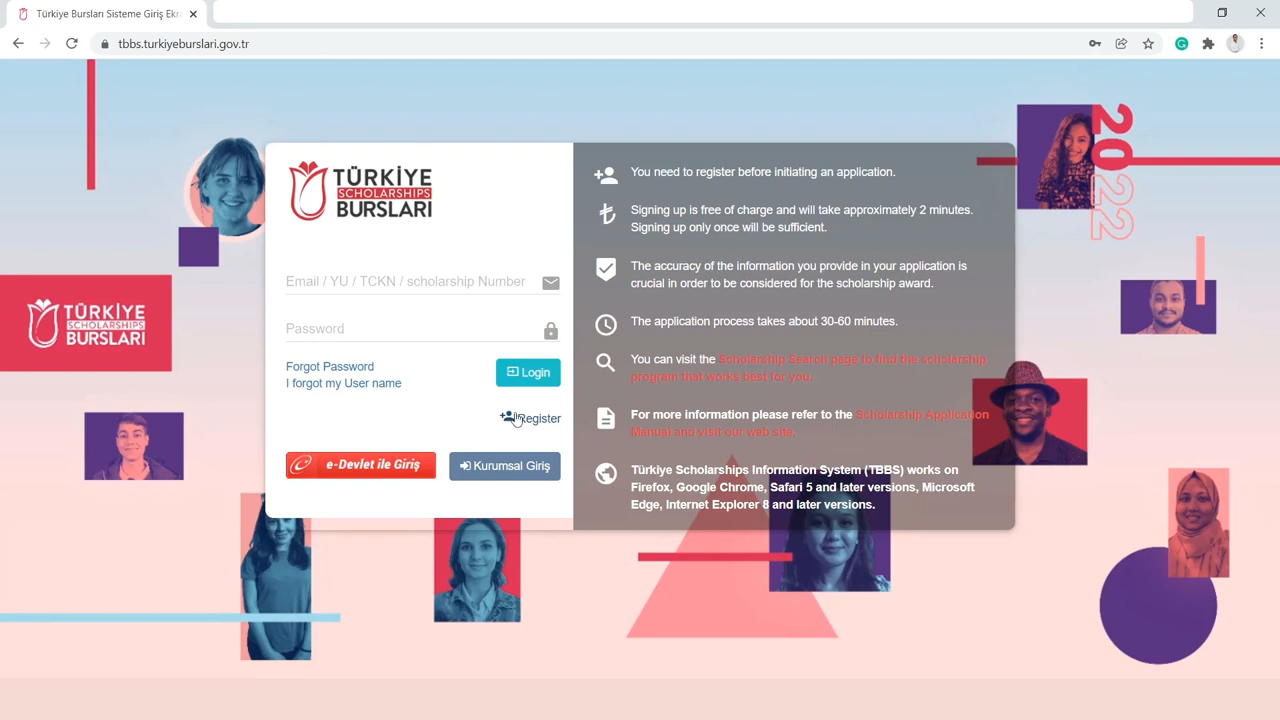 Türkiye Bursları Sisteme Giriş Ekra
tbbs.turkiyeburslari.gov.tr
TÜRKİYE
SCHOLARSHIPS
BURSLARI
Email / YU / TCKN / scholarship Number
Password
Forgot Password
I forgot my User name
Login
Register
e-Devlet ile Giriş
Kurumsal Giriş
You need to register before initiating an application.
Signing up is free of charge and will take approximately 2 minutes.
Signing up only once will be sufficient.
The accuracy of the information you provide in your application is
crucial in order to be considered for the scholarship award.
The application process takes about 30-60 minutes.
You can visit the Scholarship Search page to find the scholarship
program that works best for you.
For more information please refer to the Scholarship Application
Manual and visit our web site.
Türkiye Scholarships Information System (TBBS) works on
Firefox, Google Chrome, Safari 5 and later versions, Microsoft
Edge, Internet Explorer 8 and later versions.
TÜRKİYE
SCHOLARSHIPS
BURSLARI
2022